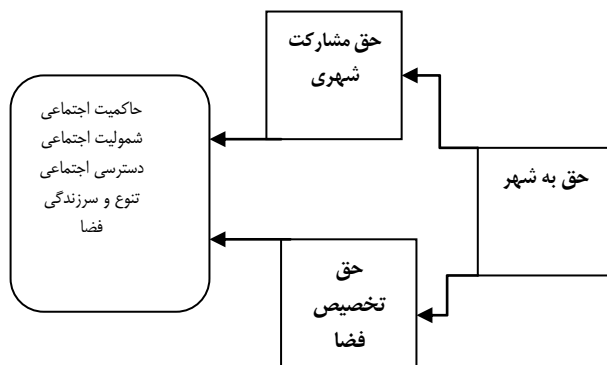 حق به شهر
حق مشارکت
شهری
حق
تخصیص
فضا
حاکمیت اجتماعی
شمولیت اجتماعی
دسترسی اجتماعی
تنوع و سرزندگی
فضا